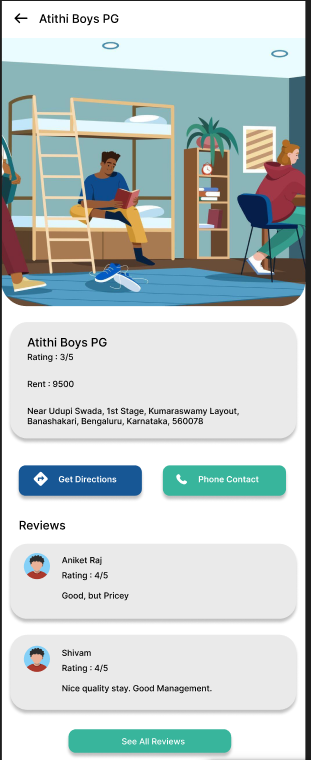 Atithi Boys PG
Atithi Boys PG
Rating : 3/5
Rent : 9500
Near Udupi Swada, 1st Stage, Kumaraswamy Layout,
Banashakari, Bengaluru, Karnataka, 560078
Get Directions
Phone Contact
Reviews
Aniket Raj
Rating : 4/5
Good, but Pricey
Shivam
Rating : 4/5
Nice quality stay. Good Management.
See All Reviews